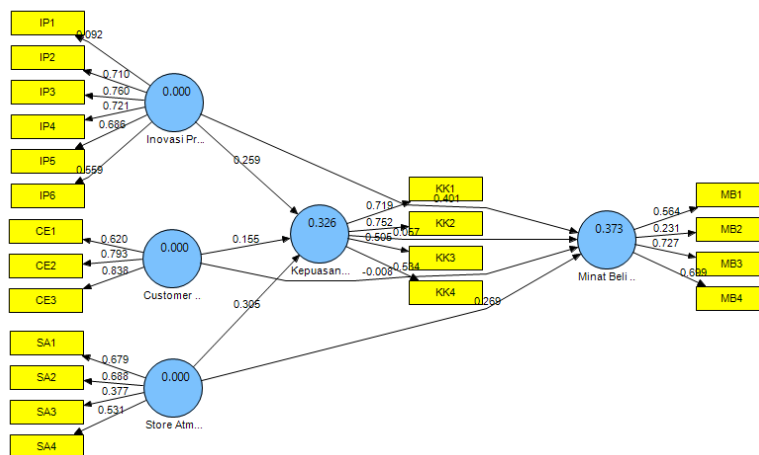 IP1
0.092
IP2
0.710
IP3
0.760
0.721
IP4
0.686
IP5
0.559
IP6
0.000
Inovasi Pr...
0.259
CE1
0.620
CE2
0.793
CE3
0.838
0.000
Customer ..
0.155
-0.008
SA1
0.679
SA2
0.688
SA3
0.377
SA4
0.531
0.000
Store Atm...
0.305
0.269
0.326
Kepuasan...
0.719
0.752
0.505
0.534
0.057
0.401
KK1
KK2
KK3
KK4
0.373
Minat Beli ..
0.564
0.231
0.727
0.699
MB1
MB2
MB3
MB4